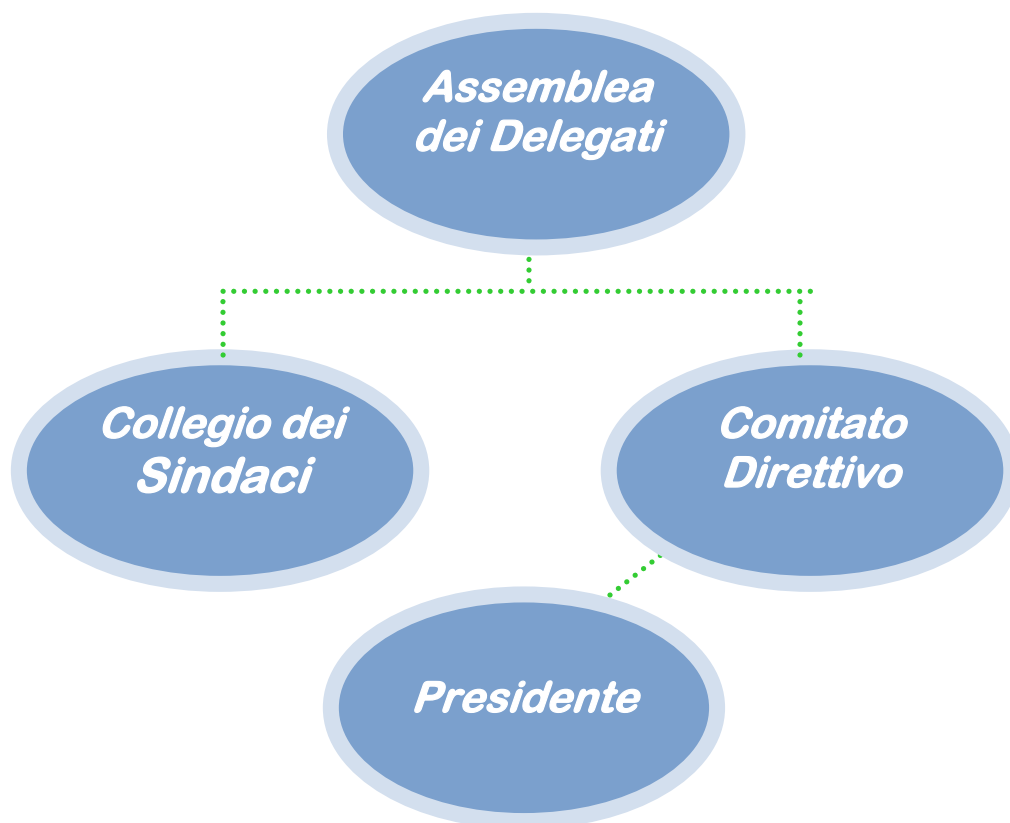 Assemblea
dei Delegati
Collegio dei
Sindaci
Comitato
Direttivo
Presidente